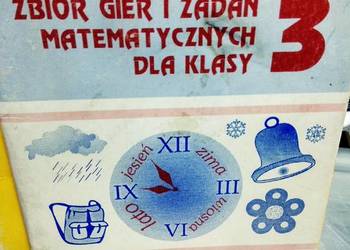 ZBIÓR GIER I ZADAŃ
MATEMATYCZNYCH
DLA KLASY
3
jesień
XII
zima
IX
III
lato
wiosna
VI